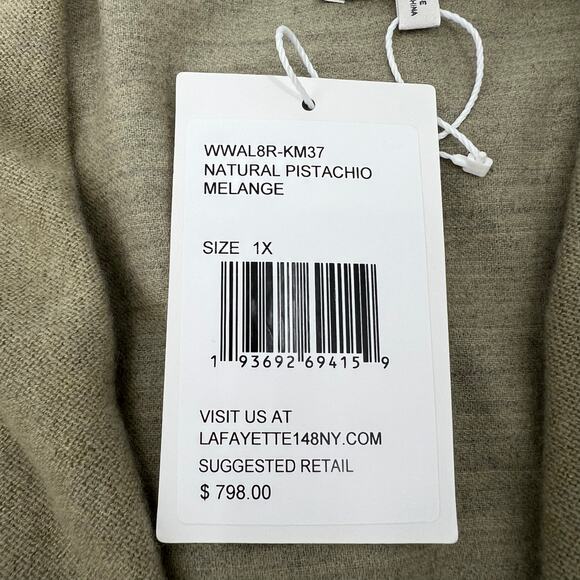 WWAL8R-KM37
NATURAL PISTACHIO
MELANGE
SIZE 1X
1 93692 69415 9
VISIT US AT
LAFAYETTE148NY.COM
SUGGESTED RETAIL
$ 798.00